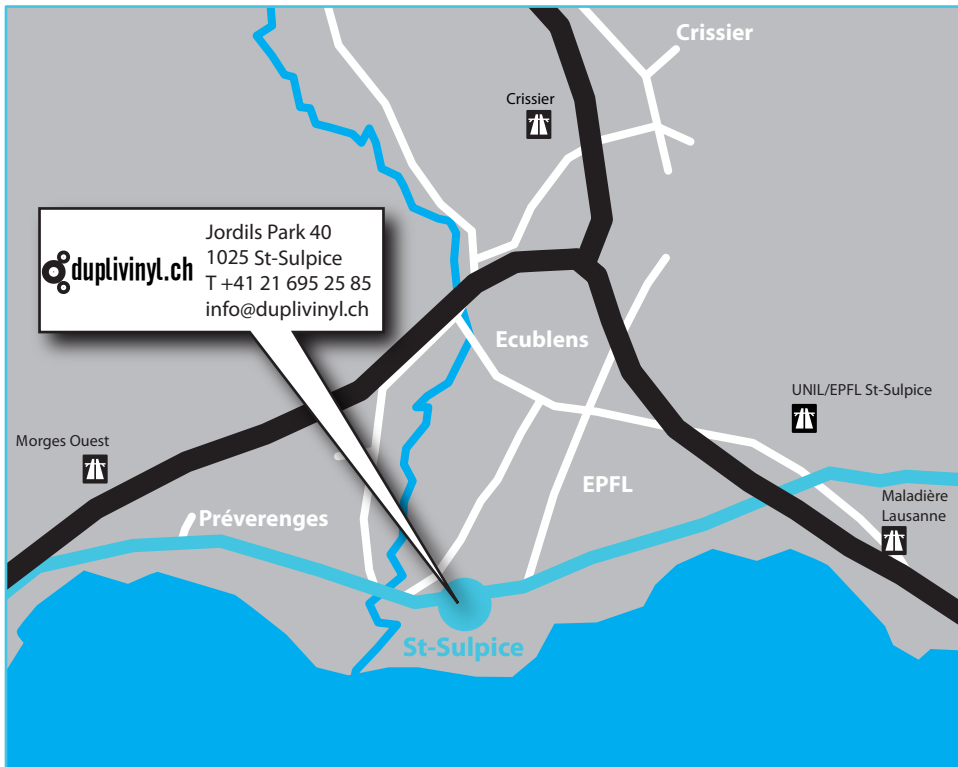 Crissier
Crissier
duplivinyl.ch
Jordils Park 40
1025 St-Sulpice
T +41 21 695 25 85
info@duplivinyl.ch
Ecublens
UNIL/EPFL St-Sulpice
Morges Ouest
EPFL
Maladière
Lausanne
Préverenges
St-Sulpice